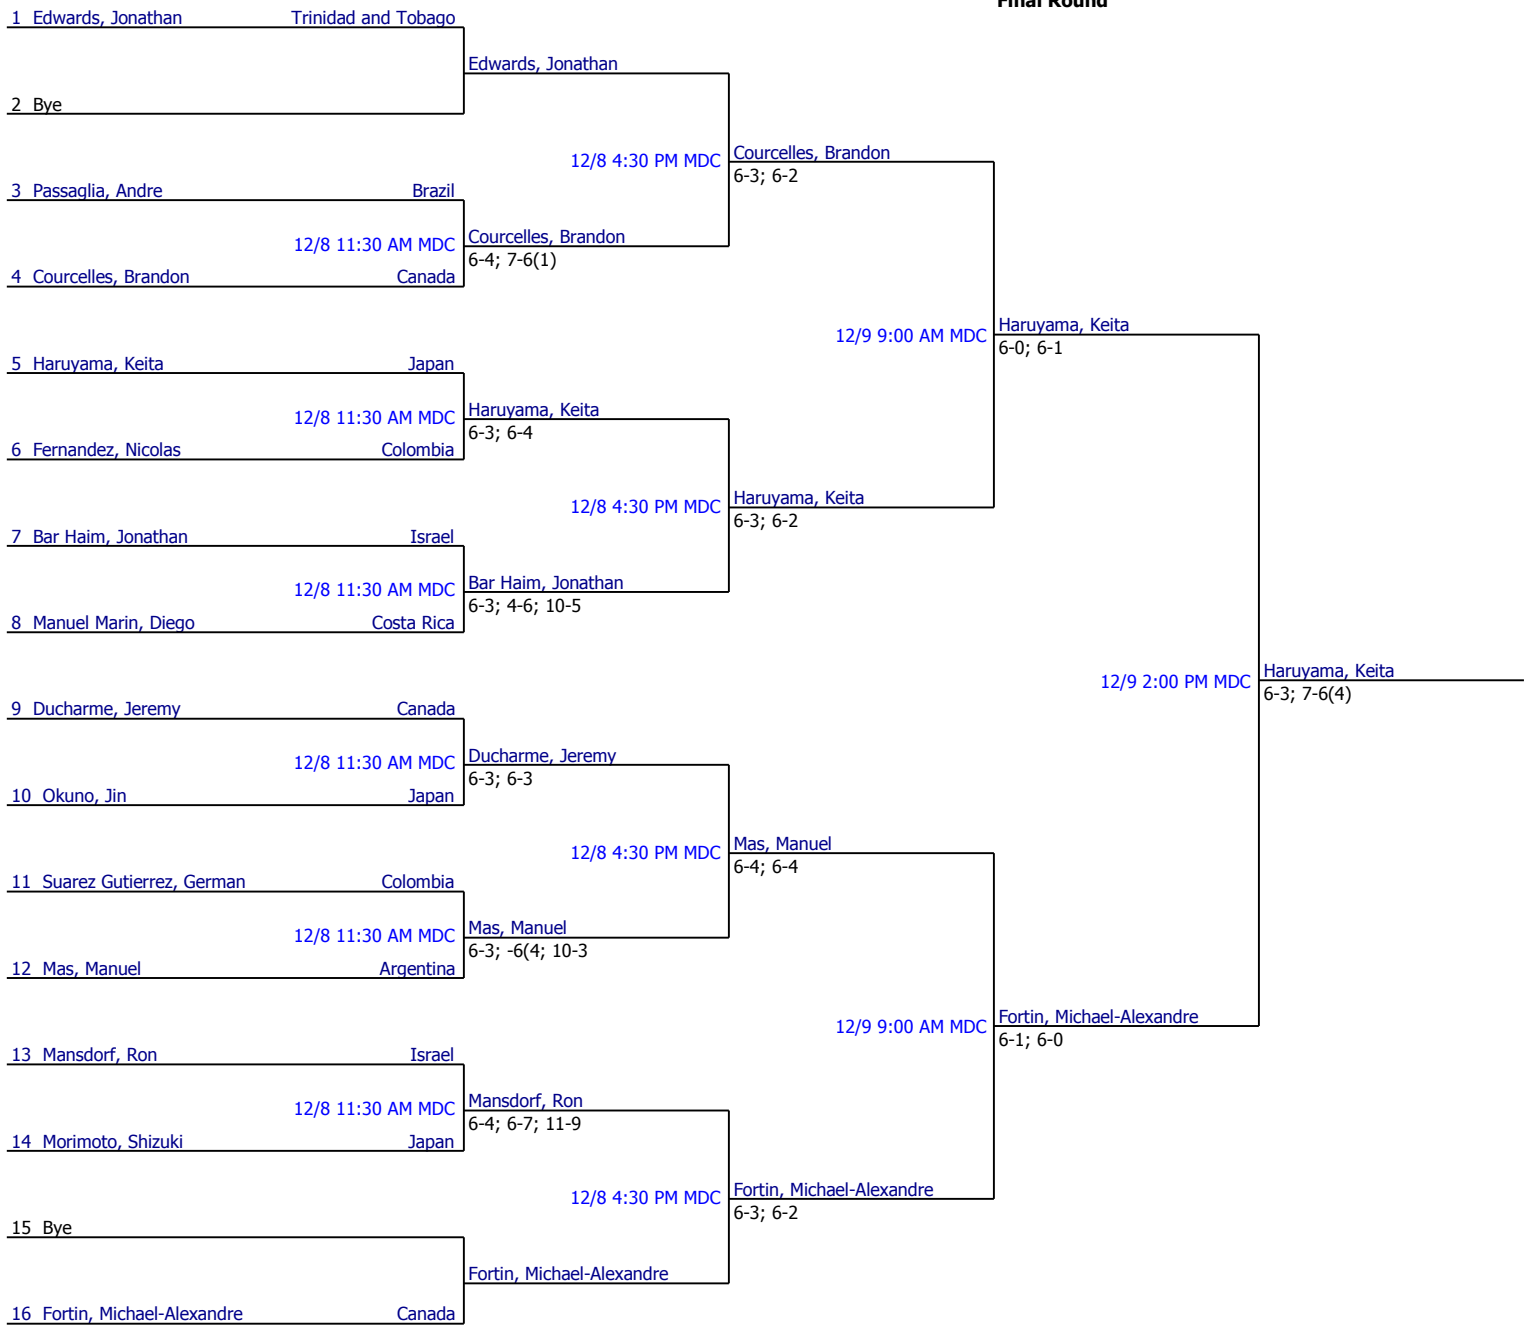 Final Round
1 Edwards, Jonathan Trinidad and Tobago
Edwards, Jonathan
2 Bye
12/8 4:30 PM MDC Courcelles, Brandon
6-3; 6-2
3 Passaglia, Andre Brazil
12/8 11:30 AM MDC Courcelles, Brandon
6-4; 7-6(1)
4 Courcelles, Brandon Canada
12/9 9:00 AM MDC Haruyama, Keita
6-0; 6-1
5 Haruyama, Keita Japan
12/8 11:30 AM MDC Haruyama, Keita
6-3; 6-4
6 Fernandez, Nicolas Colombia
12/8 4:30 PM MDC Haruyama, Keita
6-3; 6-2
7 Bar Haim, Jonathan Israel
12/8 11:30 AM MDC Bar Haim, Jonathan
6-3; 4-6; 10-5
8 Manuel Marin, Diego Costa Rica
12/9 2:00 PM MDC Haruyama, Keita
6-3; 7-6(4)
9 Ducharme, Jeremy Canada
12/8 11:30 AM MDC Ducharme, Jeremy
6-3; 6-3
10 Okuno, Jin Japan
12/8 4:30 PM MDC Mas, Manuel
6-4; 6-4
11 Suarez Gutierrez, German Colombia
12/8 11:30 AM MDC Mas, Manuel
6-3; -6(4; 10-3
12 Mas, Manuel Argentina
12/9 9:00 AM MDC Fortin, Michael-Alexandre
6-1; 6-0
13 Mansdorf, Ron Israel
12/8 11:30 AM MDC Mansdorf, Ron
6-4; 6-7; 11-9
14 Morimoto, Shizuki Japan
12/8 4:30 PM MDC Fortin, Michael-Alexandre
6-3; 6-2
15 Bye
Fortin, Michael-Alexandre
16 Fortin, Michael-Alexandre Canada